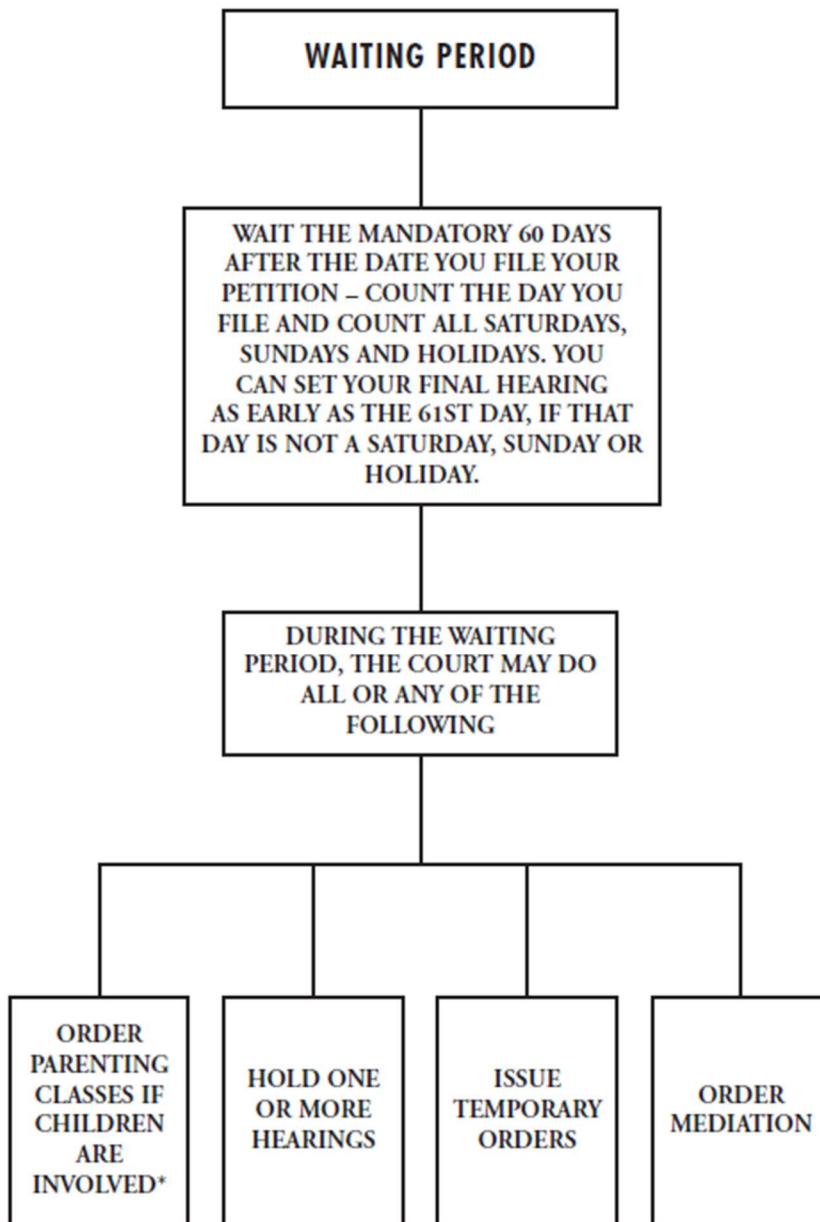 WAITING PERIOD
WAIT THE MANDATORY 60 DAYS
AFTER THE DATE YOU FILE YOUR
PETITION – COUNT THE DAY YOU
FILE AND COUNT ALL SATURDAYS,
SUNDAYS AND HOLIDAYS. YOU
CAN SET YOUR FINAL HEARING
AS EARLY AS THE 61ST DAY, IF THAT
DAY IS NOT A SATURDAY, SUNDAY OR
HOLIDAY.
DURING THE WAITING
PERIOD, THE COURT MAY DO
ALL OR ANY OF THE
FOLLOWING
ORDER
PARENTING
CLASSES IF
CHILDREN
ARE
INVOLVED*
HOLD ONE
OR MORE
HEARINGS
ISSUE
TEMPORARY
ORDERS
ORDER
MEDIATION